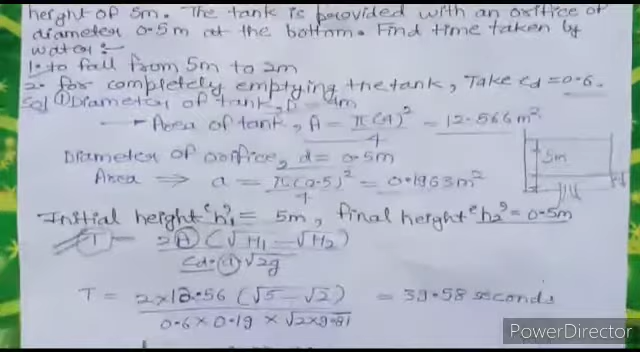 height of 5m. The tank is provided with an orifice of
diameter 0.5m at the bottom. Find time taken by
water:-
1. to fall from 5m to 2m
2. for completely emptying the tank, Take Cd = 0.6.
Sol ① Diameter of tank, D = 4m
Area of tank, A = π(4)² / 4 = 12.566 m²
Diameter of orifice, d = 0.5m
Area ⇒ a = π(0.5)² / 4 = 0.1963 m²
5m
Initial height 'h₁' = 5m, final height 'h₂' = 0.5m
T = 2A(√H₁ - √H₂) / Cd·a·√2g
T = 2×12.56 (√5 - √2) / 0.6 × 0.19 × √2×9.81 = 39.58 seconds
PowerDirector